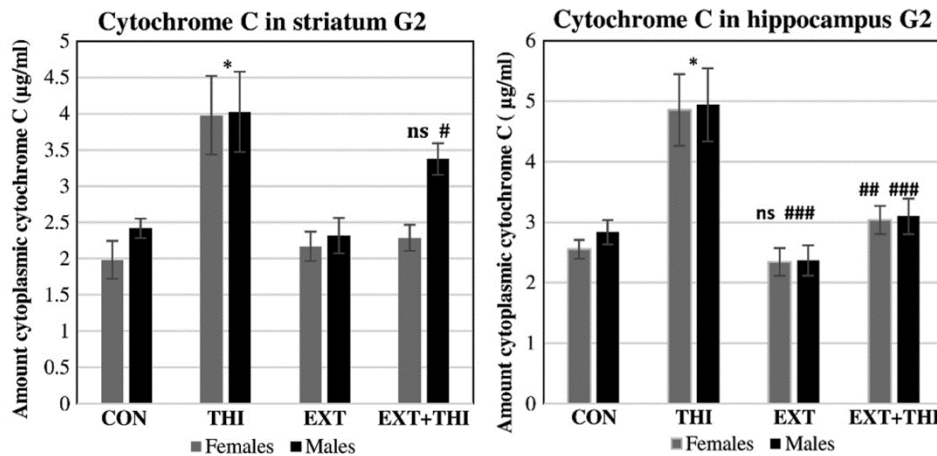 Cytochrome C in striatum G2
Amount cytoplasmic cytochrome C (µg/ml)
5
4.5
4
3.5
3
2.5
2
1.5
1
0.5
0
*
ns #
CON THI EXT EXT+THI
Females Males
Cytochrome C in hippocampus G2
Amount cytoplasmic cytochrome C ( µg/ml)
6
5
4
3
2
1
0
*
ns ###
## ###
CON THI EXT EXT+THI
Females Males